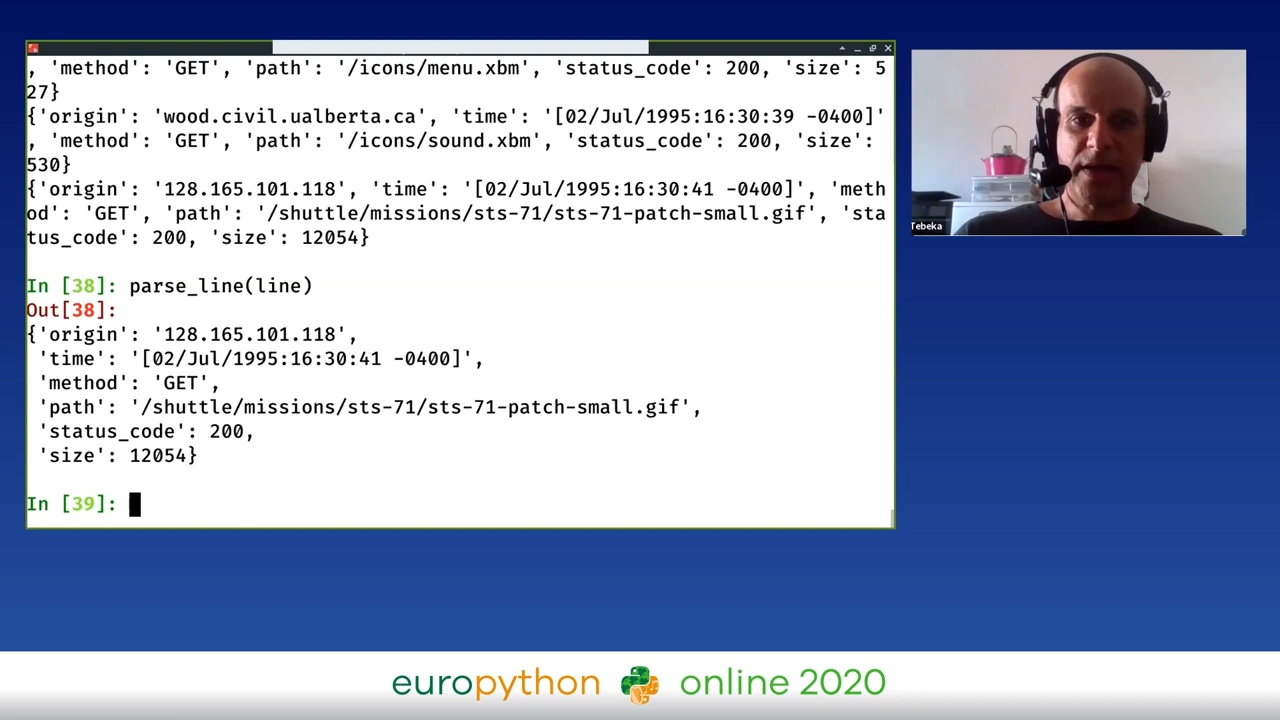 , 'method': 'GET', 'path': '/icons/menu.xbm', 'status_code': 200, 'size': 5
27}
{'origin': 'wood.civil.ualberta.ca', 'time': '[02/Jul/1995:16:30:39 -0400]'
, 'method': 'GET', 'path': '/icons/sound.xbm', 'status_code': 200, 'size':
530}
{'origin': '128.165.101.118', 'time': '[02/Jul/1995:16:30:41 -0400]', 'meth
od': 'GET', 'path': '/shuttle/missions/sts-71/sts-71-patch-small.gif', 'sta
tus_code': 200, 'size': 12054}
In [38]: parse_line(line)
Out[38]:
{'origin': '128.165.101.118',
'time': '[02/Jul/1995:16:30:41 -0400]',
'method': 'GET',
'path': '/shuttle/missions/sts-71/sts-71-patch-small.gif',
'status_code': 200,
'size': 12054}
In [39]:
Tebeka
europython online 2020